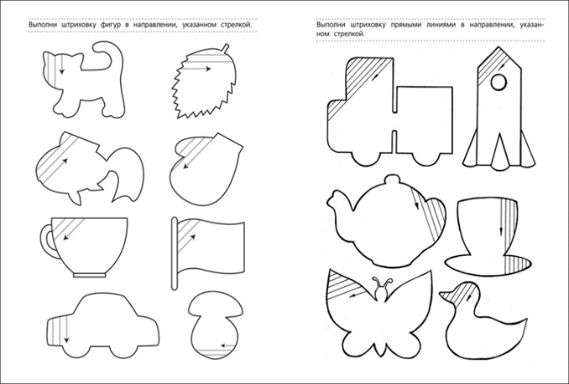 Выполни штриховку фигур в направлении, указанном стрелкой.
Выполни штриховку прямыми линиями в направлении, указан-
ном стрелкой.